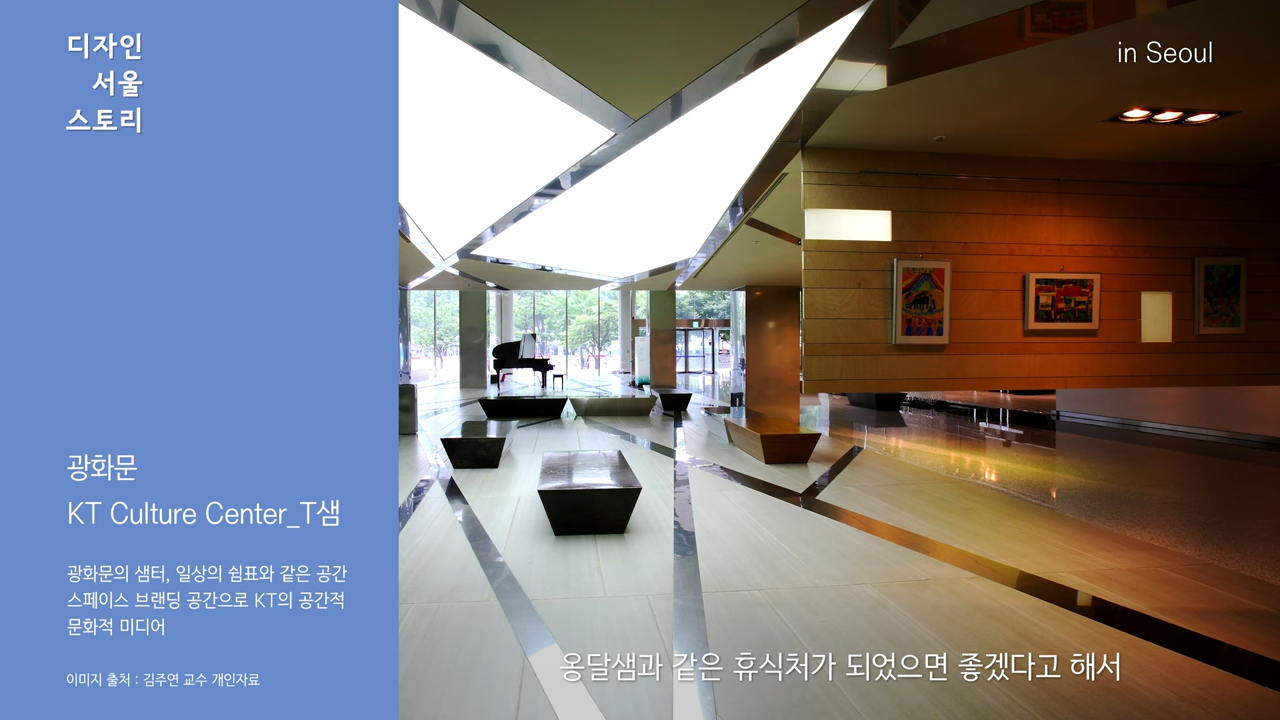 디자인
서울
스토리
in Seoul
광화문
KT Culture Center_T샘
광화문의 샘터, 일상의 쉼표와 같은 공간
스페이스 브랜딩 공간으로 KT의 공간적
문화적 미디어
이미지 출처 : 김주연 교수 개인자료
옹달샘과 같은 휴식처가 되었으면 좋겠다고 해서